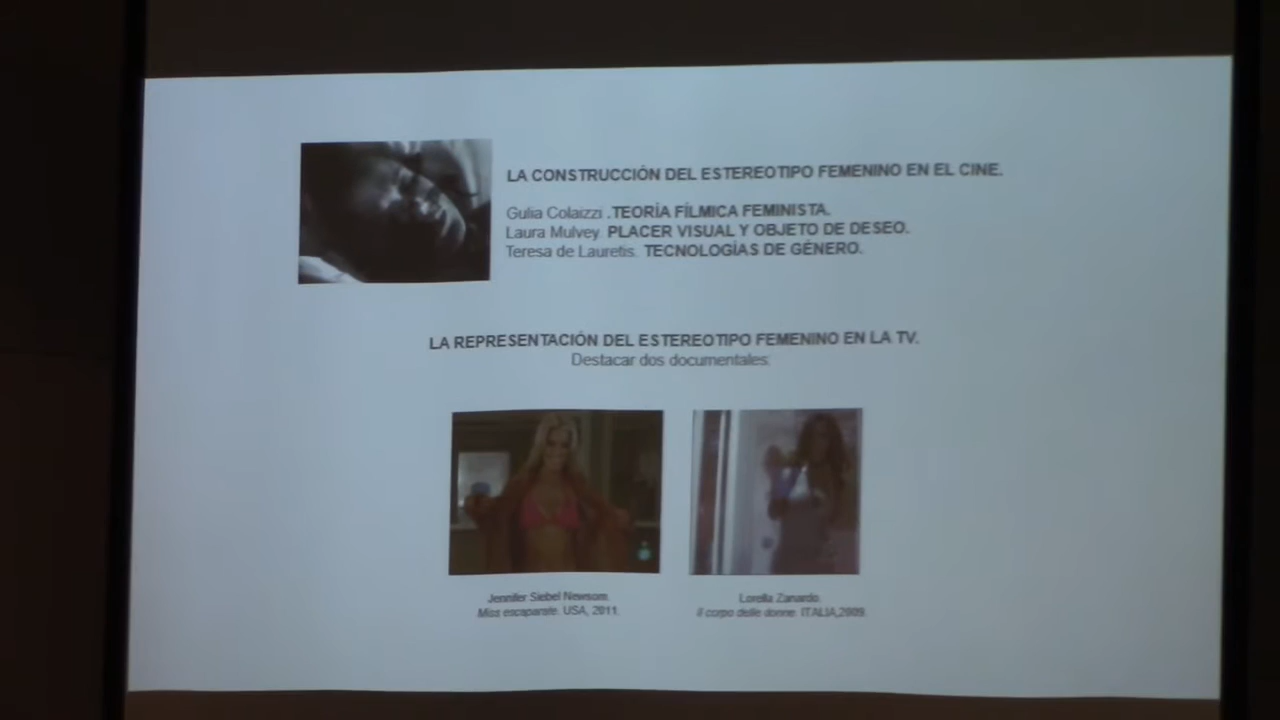 LA CONSTRUCCIÓN DEL ESTEREOTIPO FEMENINO EN EL CINE.
Gulia Colaizzi .TEORÍA FÍLMICA FEMINISTA.
Laura Mulvey. PLACER VISUAL Y OBJETO DE DESEO.
Teresa de Lauretis. TECNOLOGÍAS DE GÉNERO.
LA REPRESENTACIÓN DEL ESTEREOTIPO FEMENINO EN LA TV.
Destacar dos documentales:
Jennifer Siebel Newsom.
Miss escaparate. USA, 2011.
Lorella Zanardo.
Il corpo delle donne. ITALIA,2009.